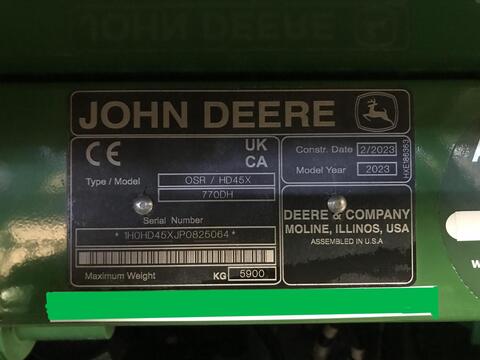 JOHN DEERE
CE
UK
CA
Type / Model
OSR / HD45X
770DH
Serial Number
* 1H0HD45XJP0825064 *
Maximum Weight
KG
5900
Constr. Date
2/2023
Model Year
2023
DEERE & COMPANY
MOLINE, ILLINOS, USA
ASSEMBLED IN U.S.A